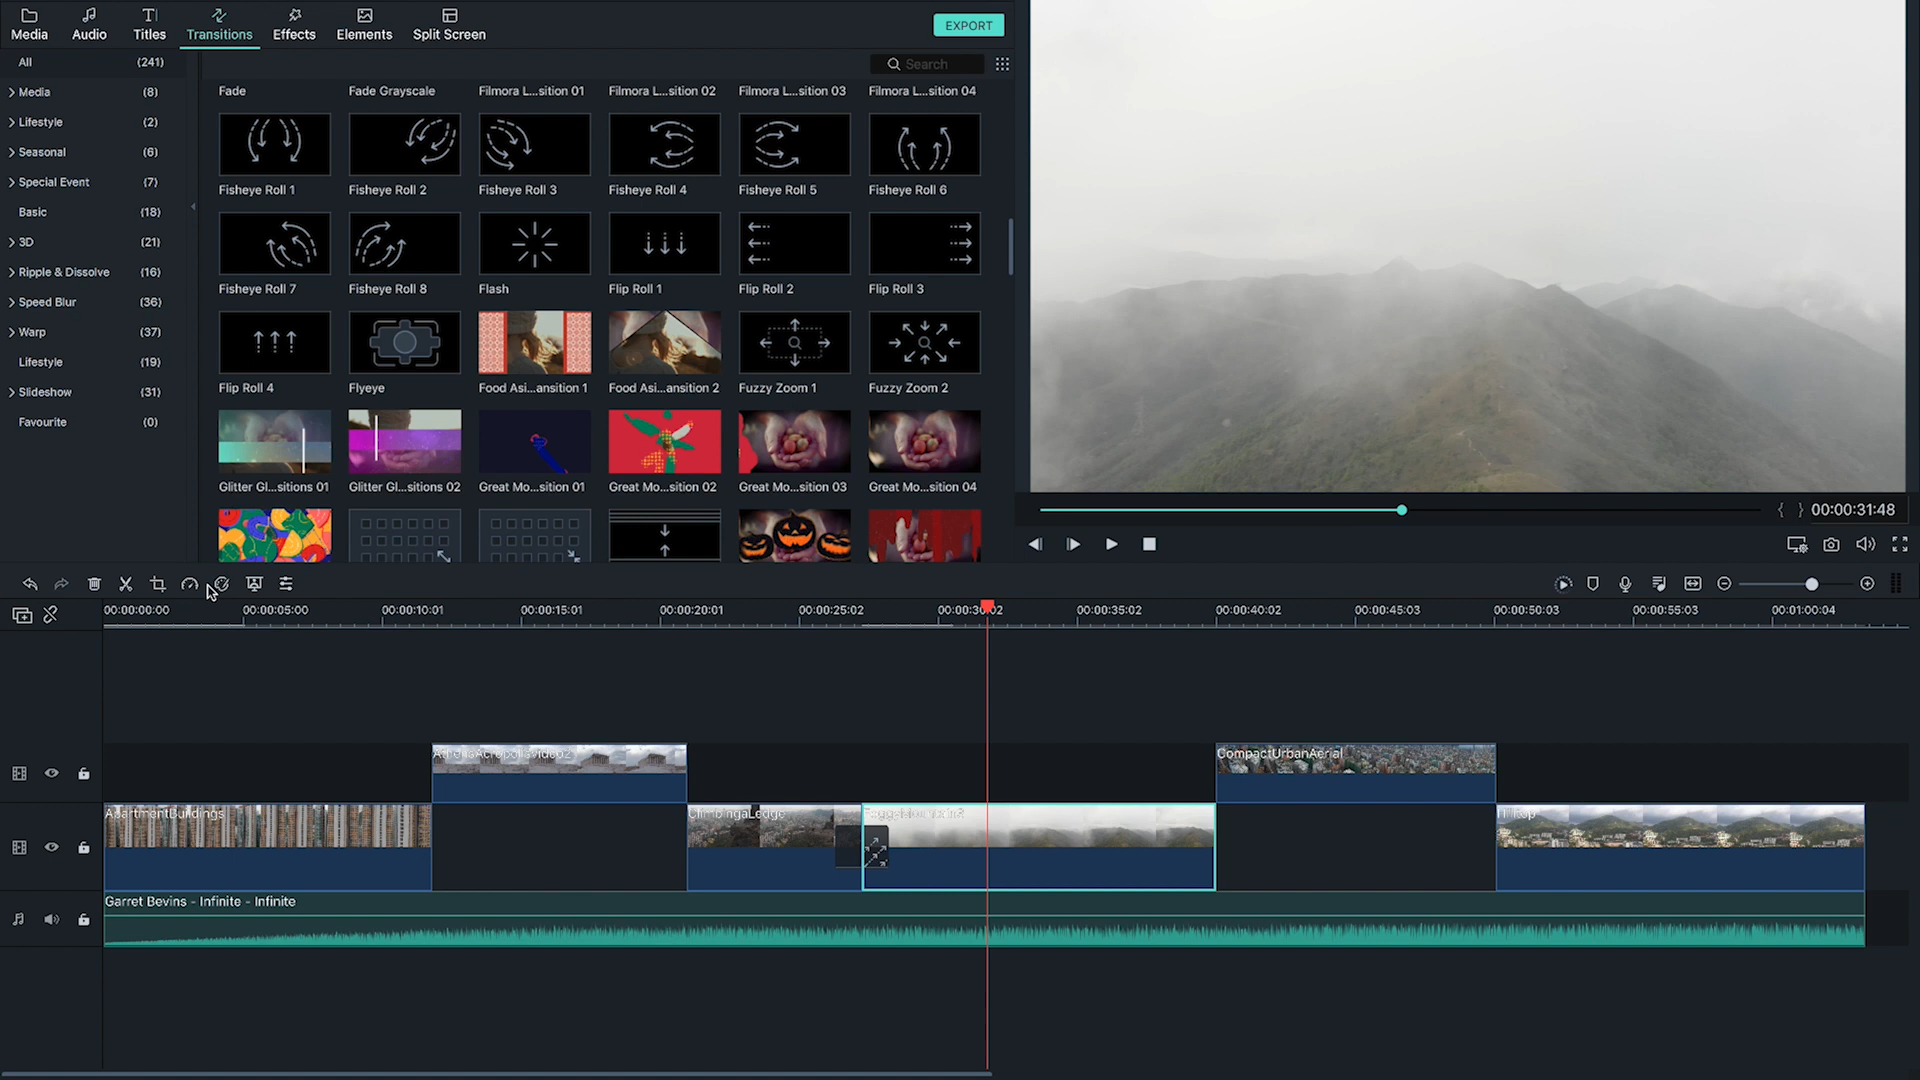 Media Audio Titles Transitions Effects Elements Split Screen EXPORT
All (241)
Search
Media (8)
Lifestyle (2)
Seasonal (6)
Special Event (7)
Basic (18)
3D (21)
Ripple & Dissolve (16)
Speed Blur (36)
Warp (37)
Lifestyle (19)
Slideshow (31)
Favourite (0)
Fade Fade Grayscale Filmora L...sition 01 Filmora L...sition 02 Filmora L...sition 03 Filmora L...sition 04
Fisheye Roll 1 Fisheye Roll 2 Fisheye Roll 3 Fisheye Roll 4 Fisheye Roll 5 Fisheye Roll 6
Fisheye Roll 7 Fisheye Roll 8 Flash Flip Roll 1 Flip Roll 2 Flip Roll 3
Flip Roll 4 Flyeye Food Asi...ansition 1 Food Asi...ansition 2 Fuzzy Zoom 1 Fuzzy Zoom 2
Glitter Gl...sitions 01 Glitter Gl...sitions 02 Great Mo...sition 01 Great Mo...sition 02 Great Mo...sition 03 Great Mo...sition 04
{ } 00:00:31:48
00:00:00:00 00:00:05:00 00:00:10:01 00:00:15:01 00:00:20:01 00:00:25:02 00:00:30:02 00:00:35:02 00:00:40:02 00:00:45:03 00:00:50:03 00:00:55:03 00:01:00:04
CompactUrbanAerial
ApartmentBuildings ClimbingaLedge Hilltop
Garret Bevins - Infinite - Infinite